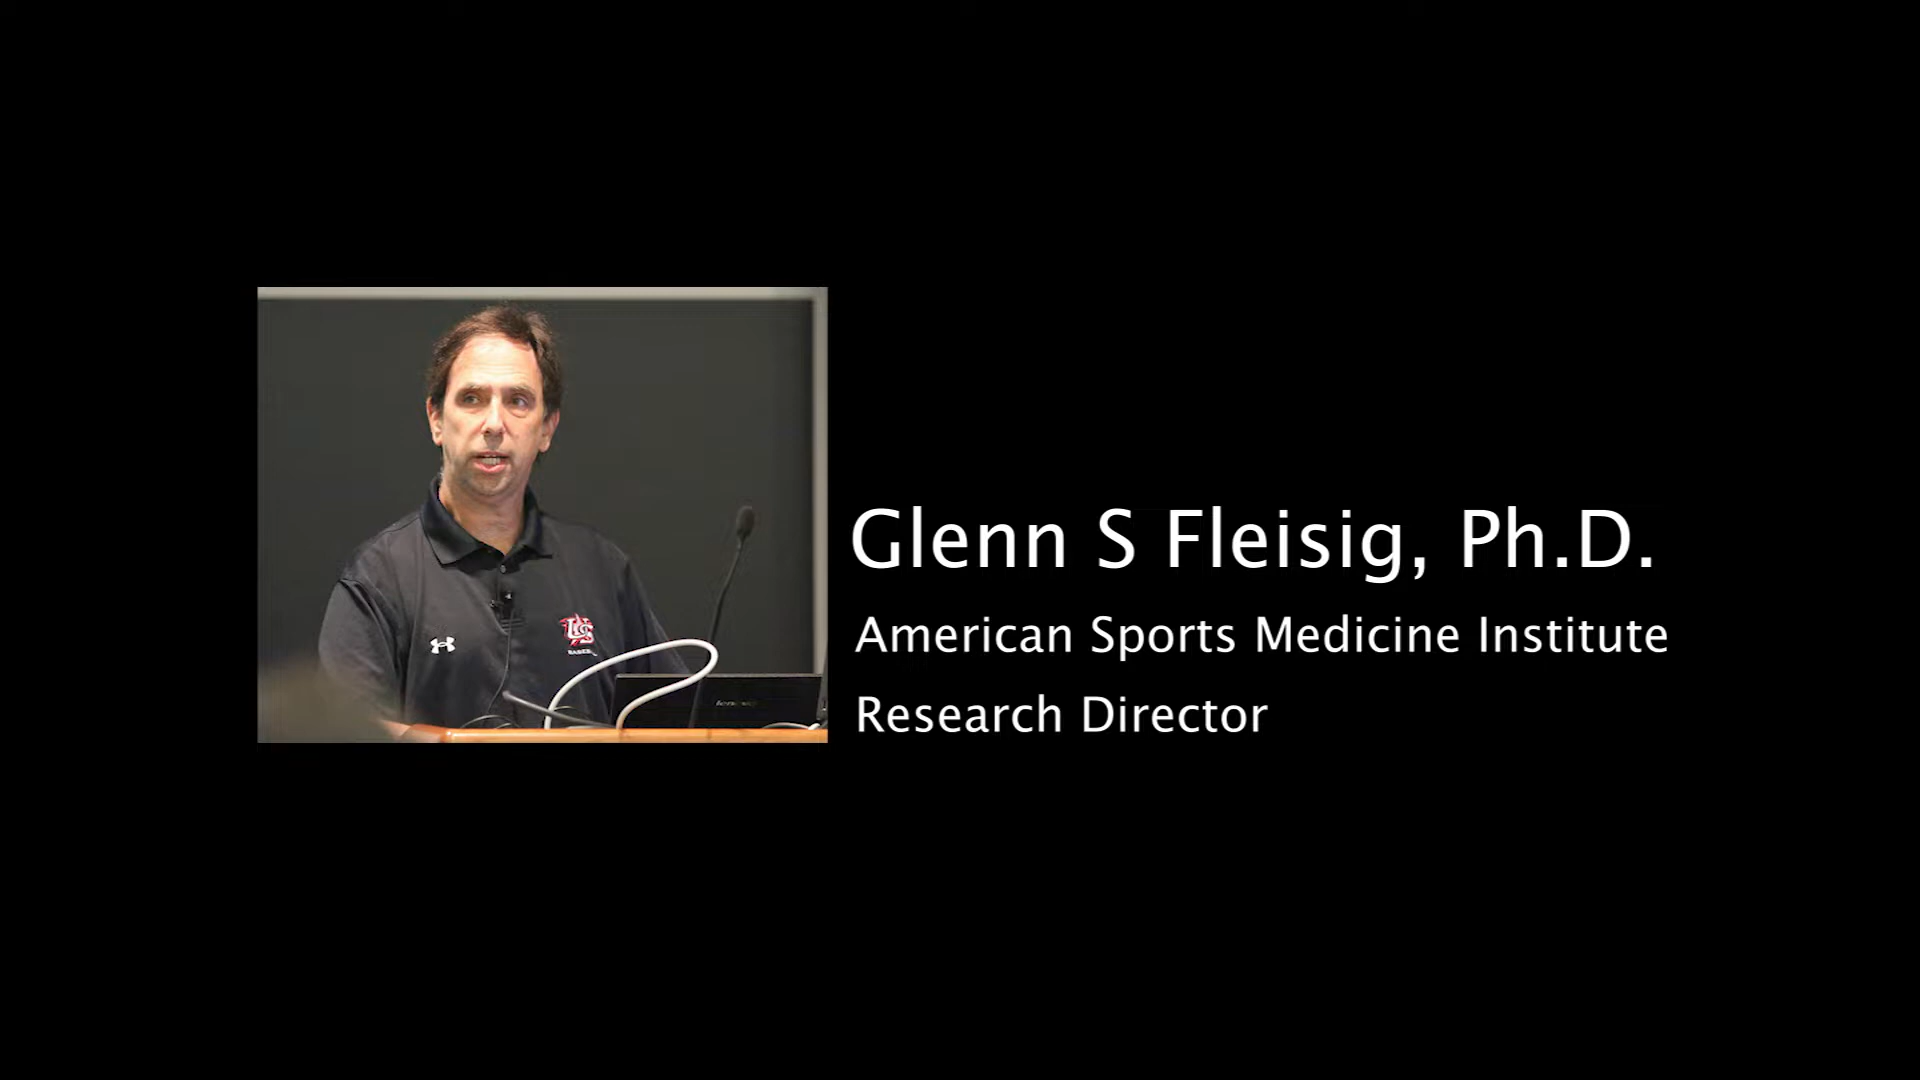 Glenn S Fleisig, Ph.D.
American Sports Medicine Institute
Research Director